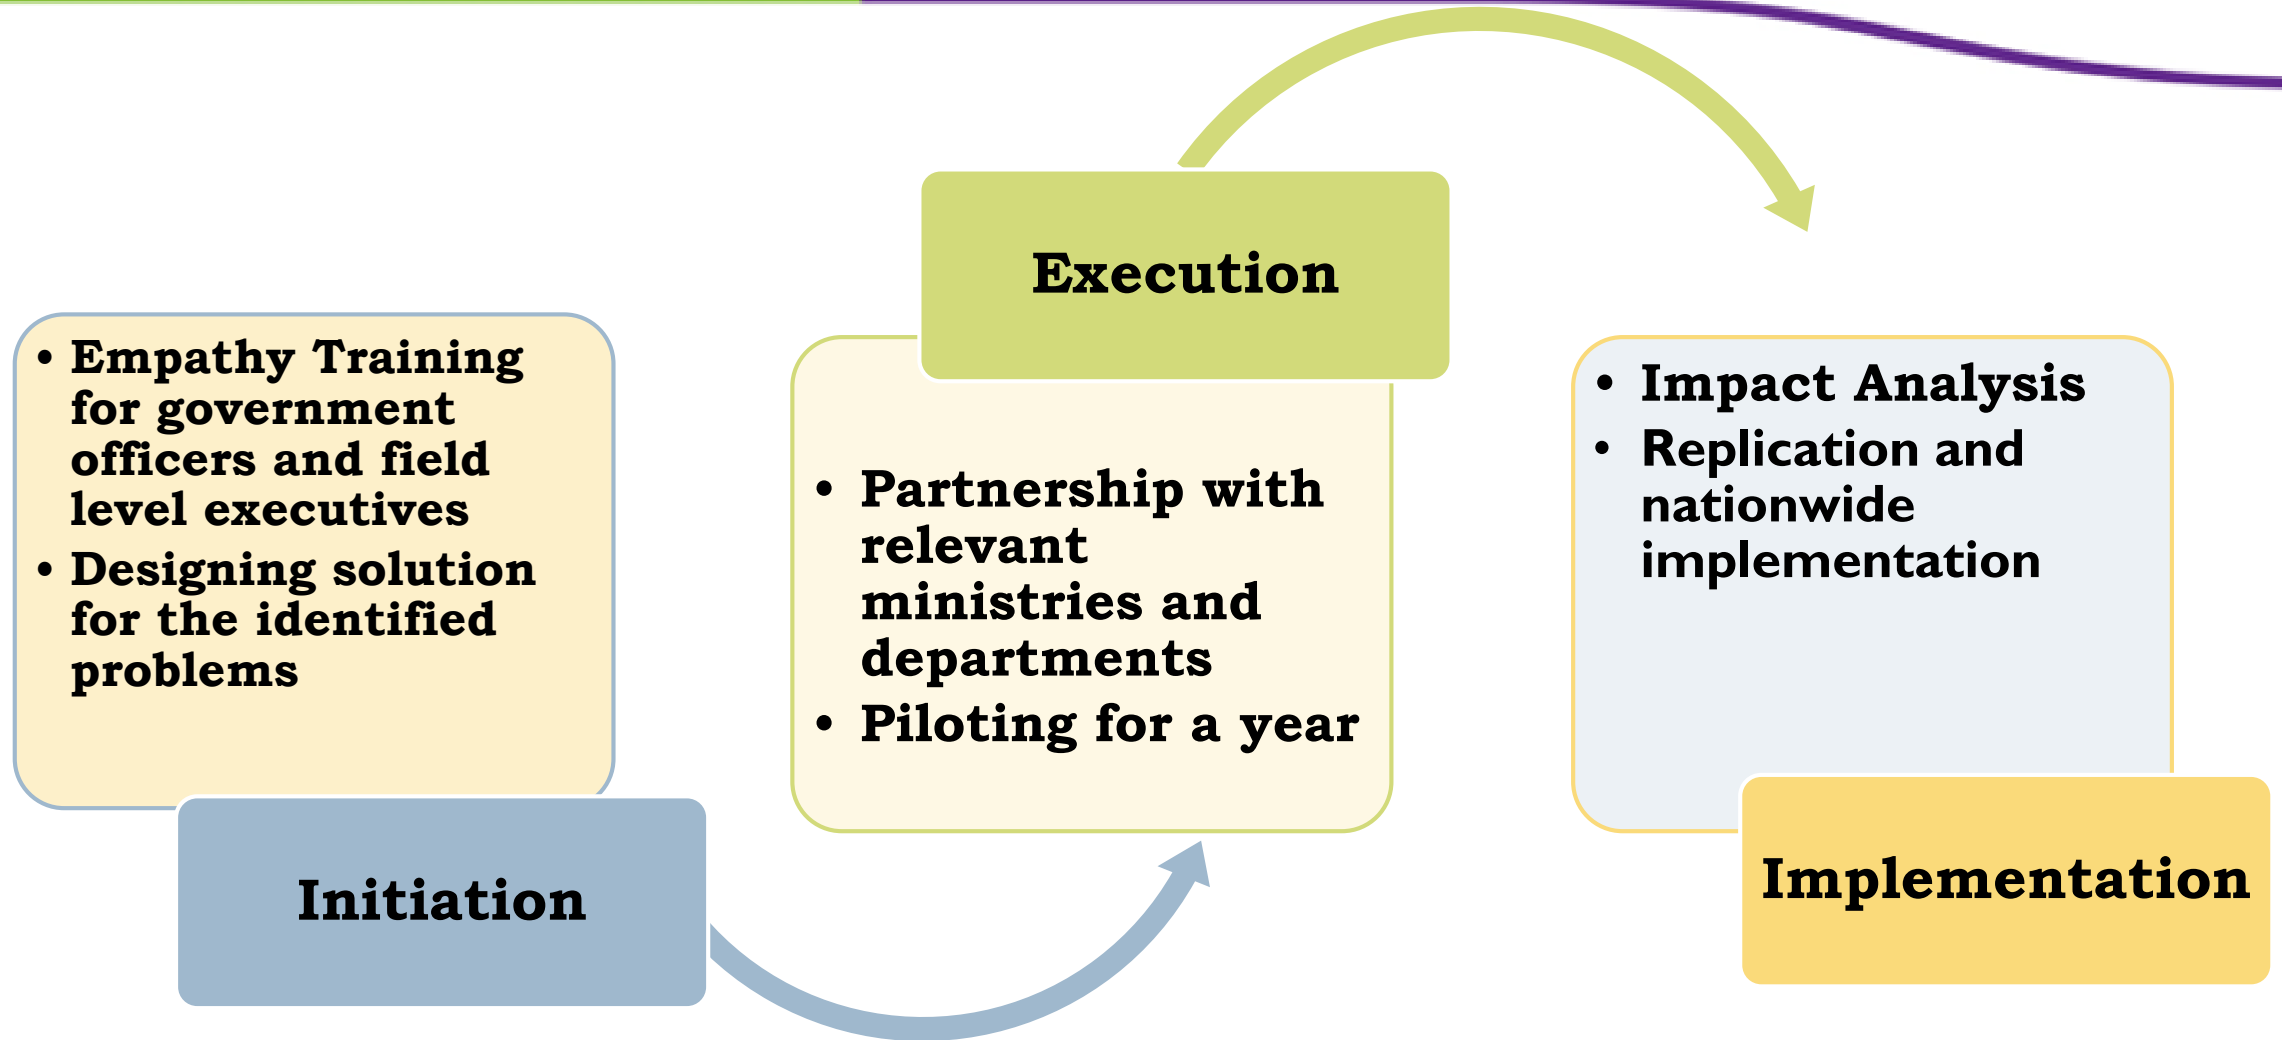 • Empathy Training
for government
officers and field
level executives
• Designing solution
for the identified
problems
Initiation
Execution
• Partnership with
relevant
ministries and
departments
• Piloting for a year
• Impact Analysis
• Replication and
nationwide
implementation
Implementation